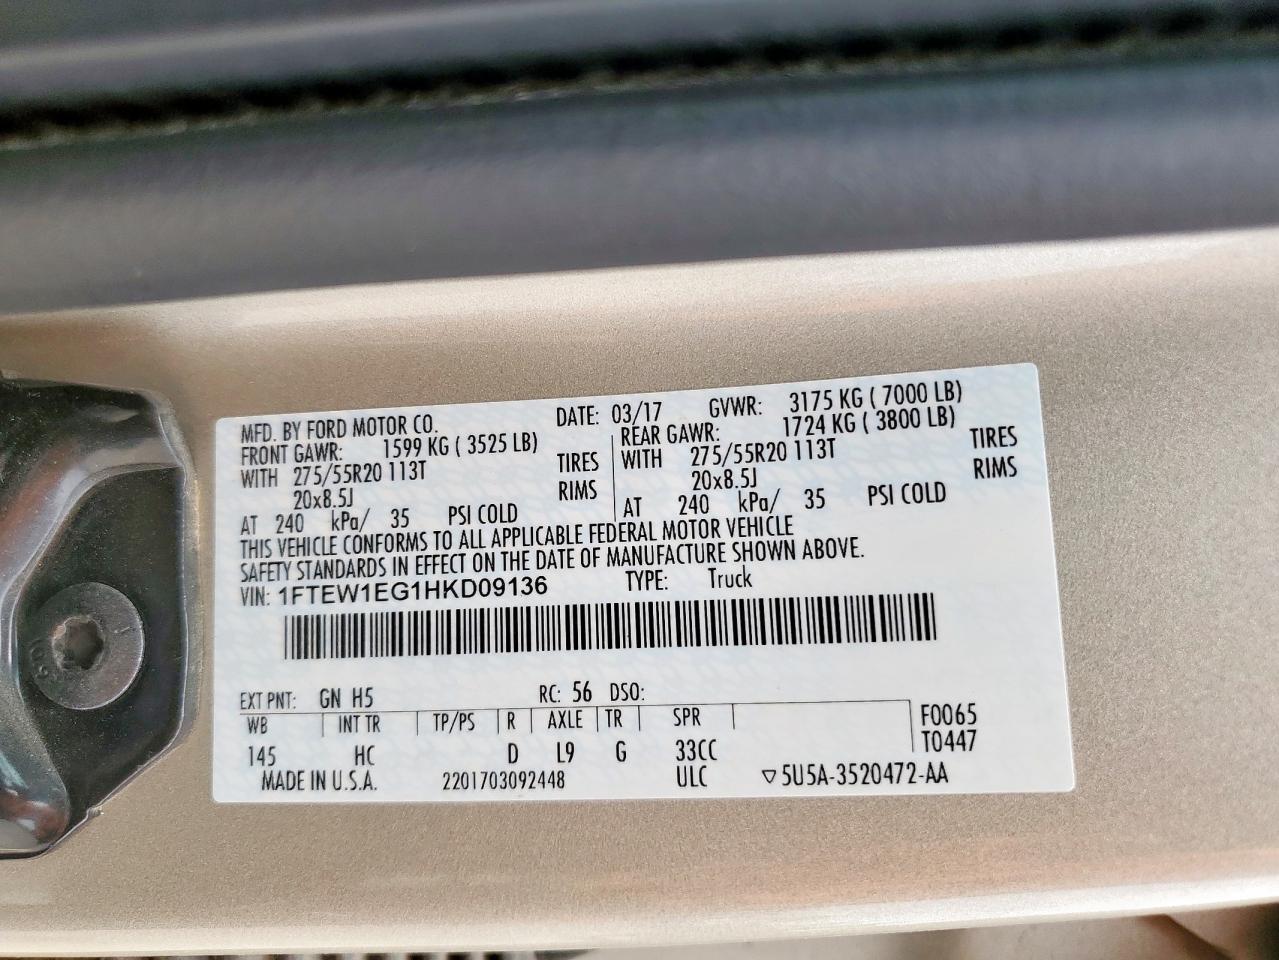 MFD. BY FORD MOTOR CO. DATE: 03/17 GVWR: 3175 KG ( 7000 LB)
FRONT GAWR: 1599 KG ( 3525 LB) REAR GAWR: 1724 KG ( 3800 LB)
WITH 275/55R20 113T TIRES WITH 275/55R20 113T TIRES
20x8.5J RIMS 20x8.5J RIMS
AT 240 kPa/ 35 PSI COLD AT 240 kPa/ 35 PSI COLD
THIS VEHICLE CONFORMS TO ALL APPLICABLE FEDERAL MOTOR VEHICLE
SAFETY STANDARDS IN EFFECT ON THE DATE OF MANUFACTURE SHOWN ABOVE.
VIN: 1FTEW1EG1HKD09136 TYPE: Truck
EXT PNT: GN H5 RC: 56 DSO:
WB INT TR TP/PS R AXLE TR SPR F0065
145 HC D L9 G 33CC T0447
MADE IN U.S.A. 2201703092448 ULC ▽5U5A-3520472-AA